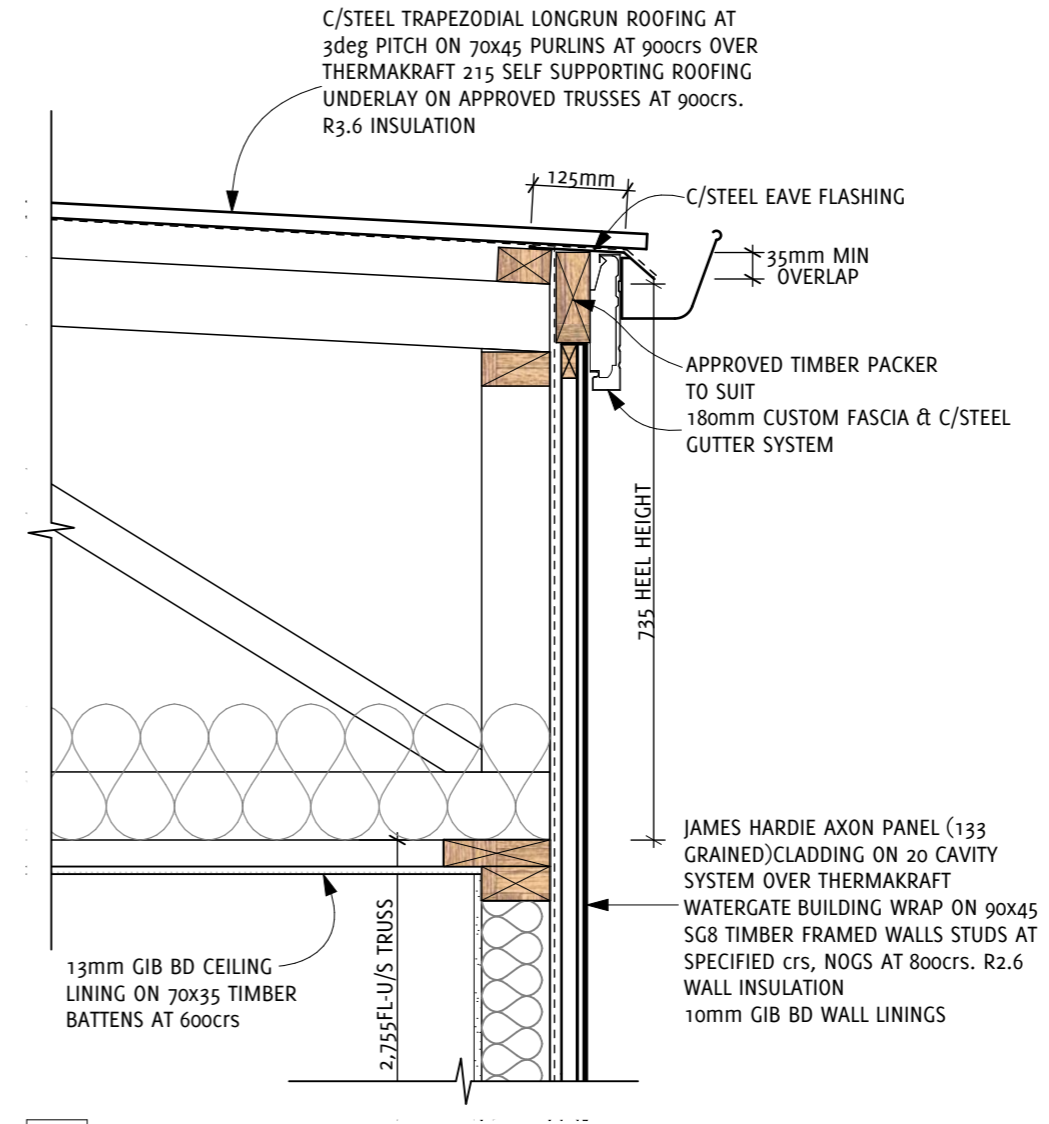 C/STEEL TRAPEZODIAL LONGRUN ROOFING AT
3deg PITCH ON 70x45 PURLINS AT 900crs OVER
THERMAKRAFT 215 SELF SUPPORTING ROOFING
UNDERLAY ON APPROVED TRUSSES AT 900crs.
R3.6 INSULATION
125mm
C/STEEL EAVE FLASHING
35mm MIN
OVERLAP
APPROVED TIMBER PACKER
TO SUIT
180mm CUSTOM FASCIA & C/STEEL
GUTTER SYSTEM
735 HEEL HEIGHT
JAMES HARDIE AXON PANEL (133
GRAINED)CLADDING ON 20 CAVITY
SYSTEM OVER THERMAKRAFT
WATERGATE BUILDING WRAP ON 90x45
SG8 TIMBER FRAMED WALLS STUDS AT
SPECIFIED crs, NOGS AT 800crs. R2.6
WALL INSULATION
10mm GIB BD WALL LININGS
13mm GIB BD CEILING
LINING ON 70x35 TIMBER
BATTENS AT 600crs
2,755FL-U/S TRUSS